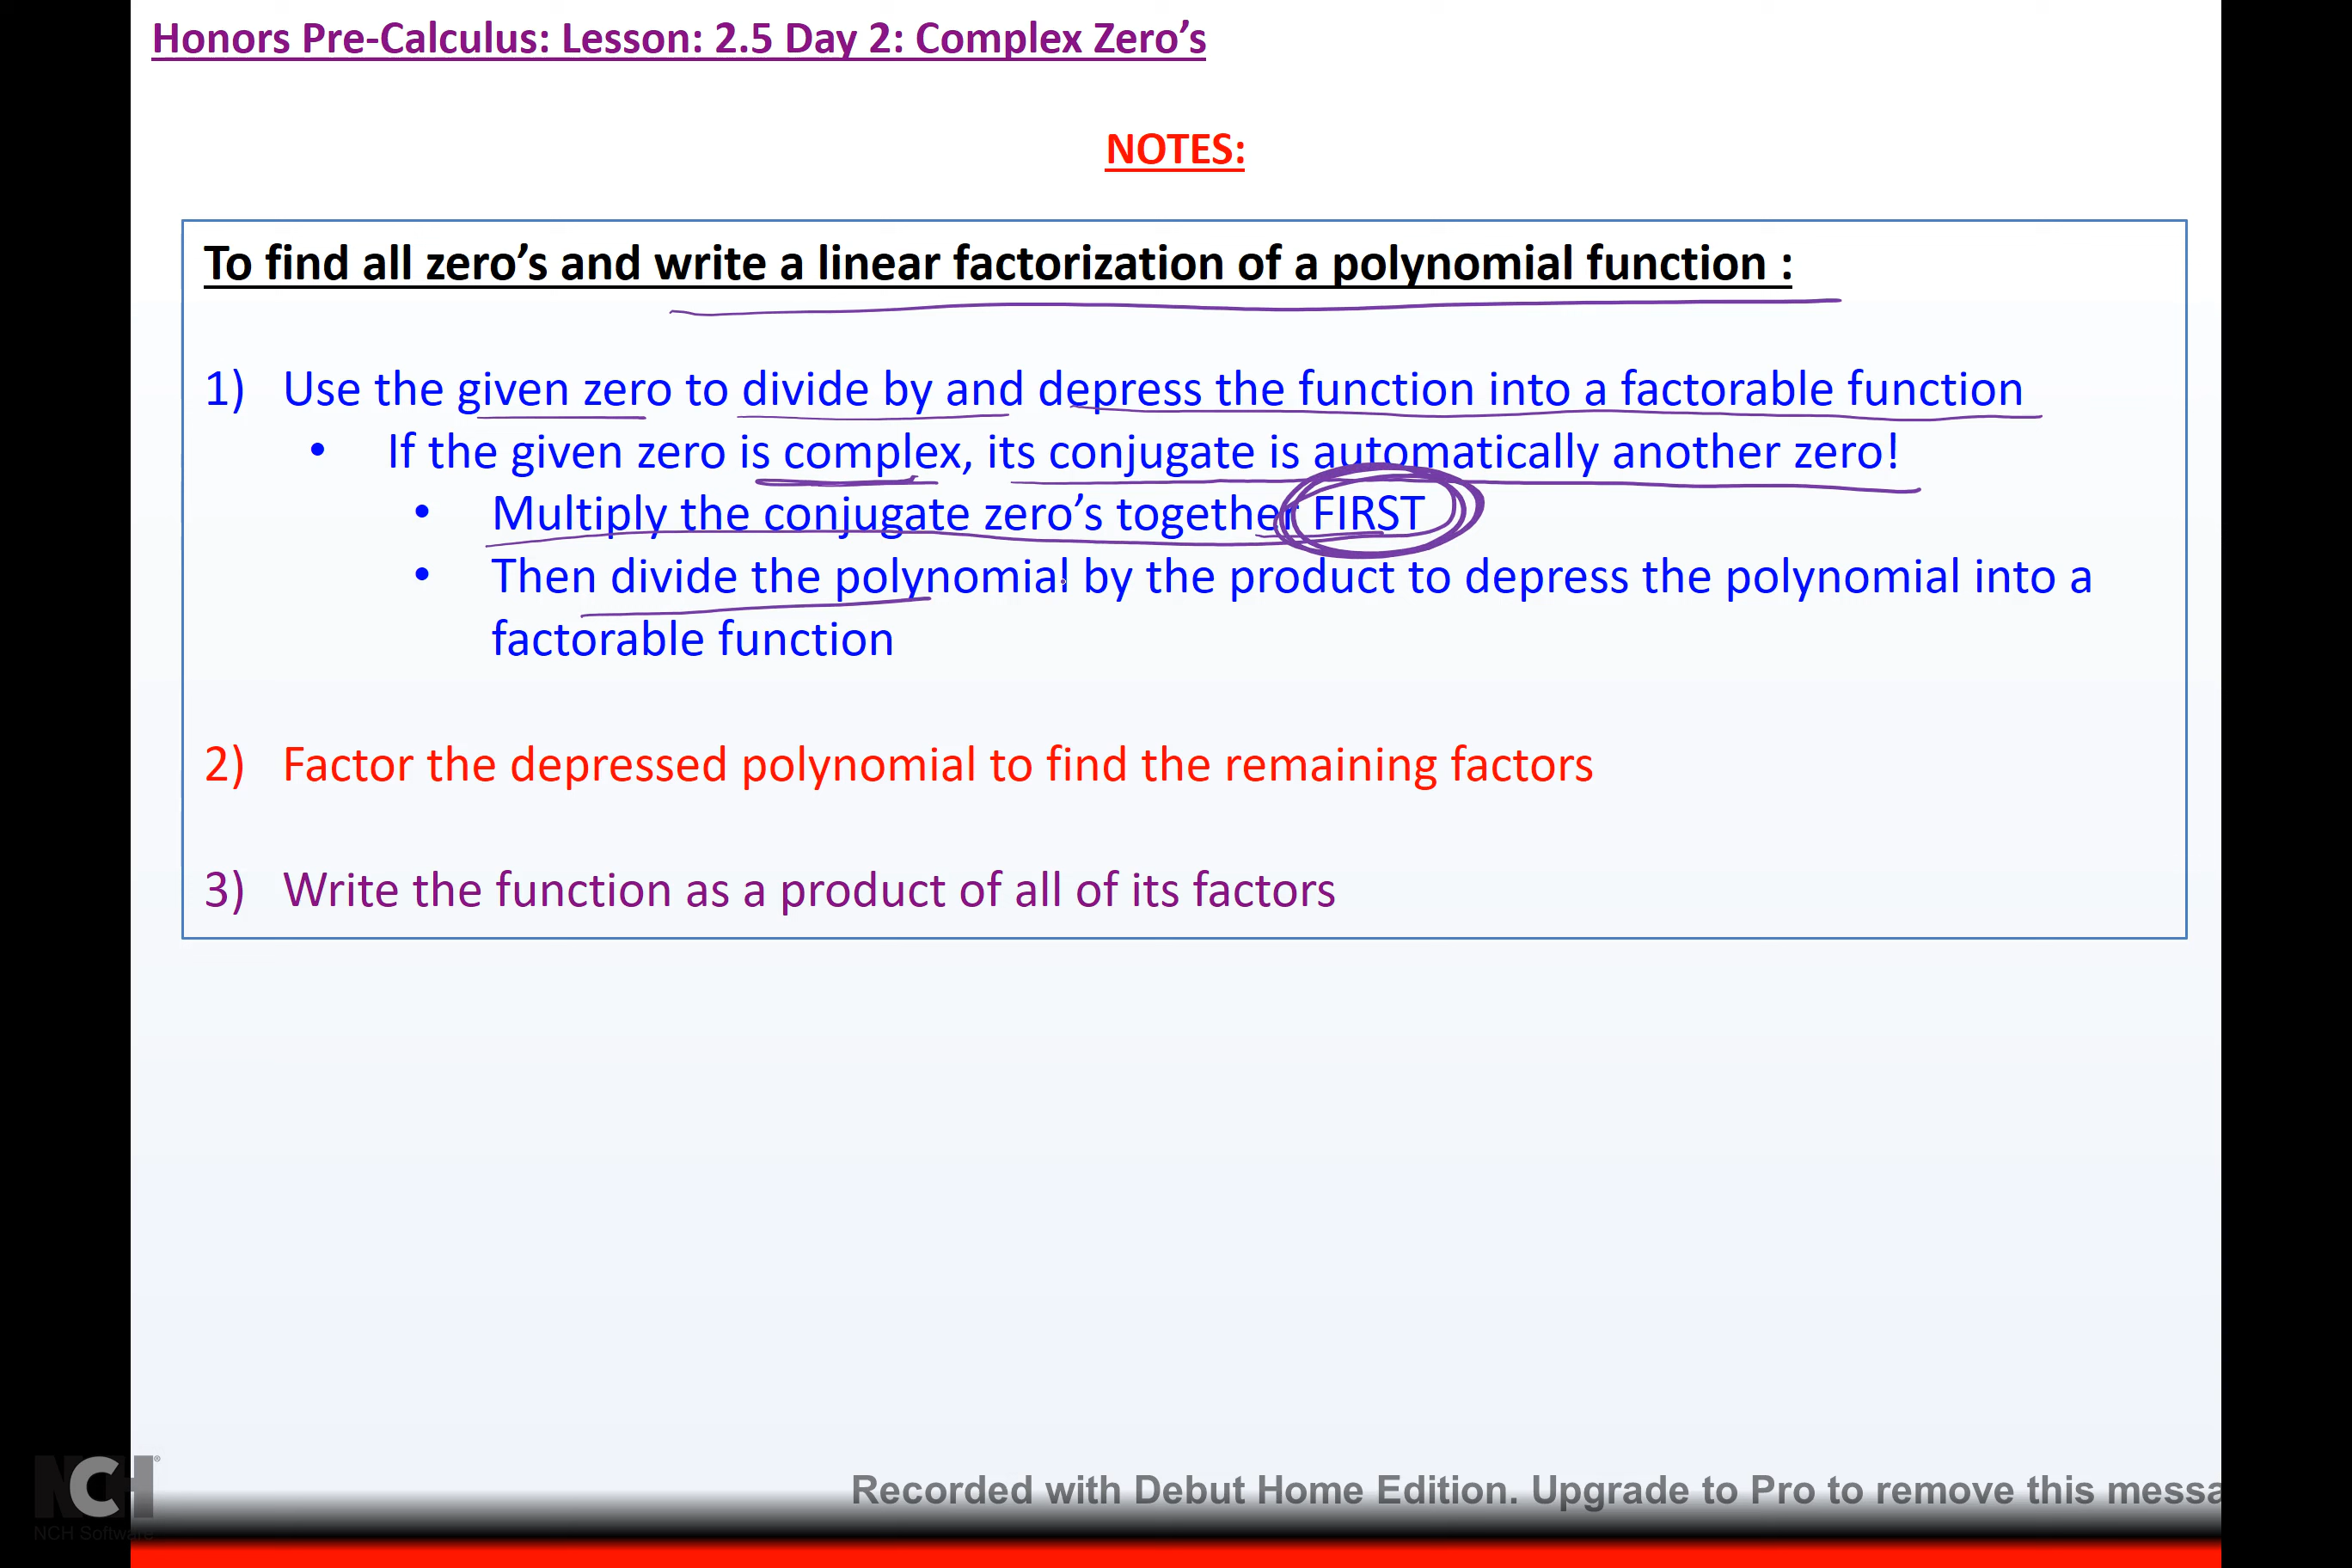 Honors Pre-Calculus: Lesson: 2.5 Day 2: Complex Zero’s
NOTES:
To find all zero’s and write a linear factorization of a polynomial function :
1) Use the given zero to divide by and depress the function into a factorable function
• If the given zero is complex, its conjugate is automatically another zero!
• Multiply the conjugate zero’s together FIRST
• Then divide the polynomial by the product to depress the polynomial into a
factorable function
2) Factor the depressed polynomial to find the remaining factors
3) Write the function as a product of all of its factors
NCH®
NCH Software
Recorded with Debut Home Edition. Upgrade to Pro to remove this messa